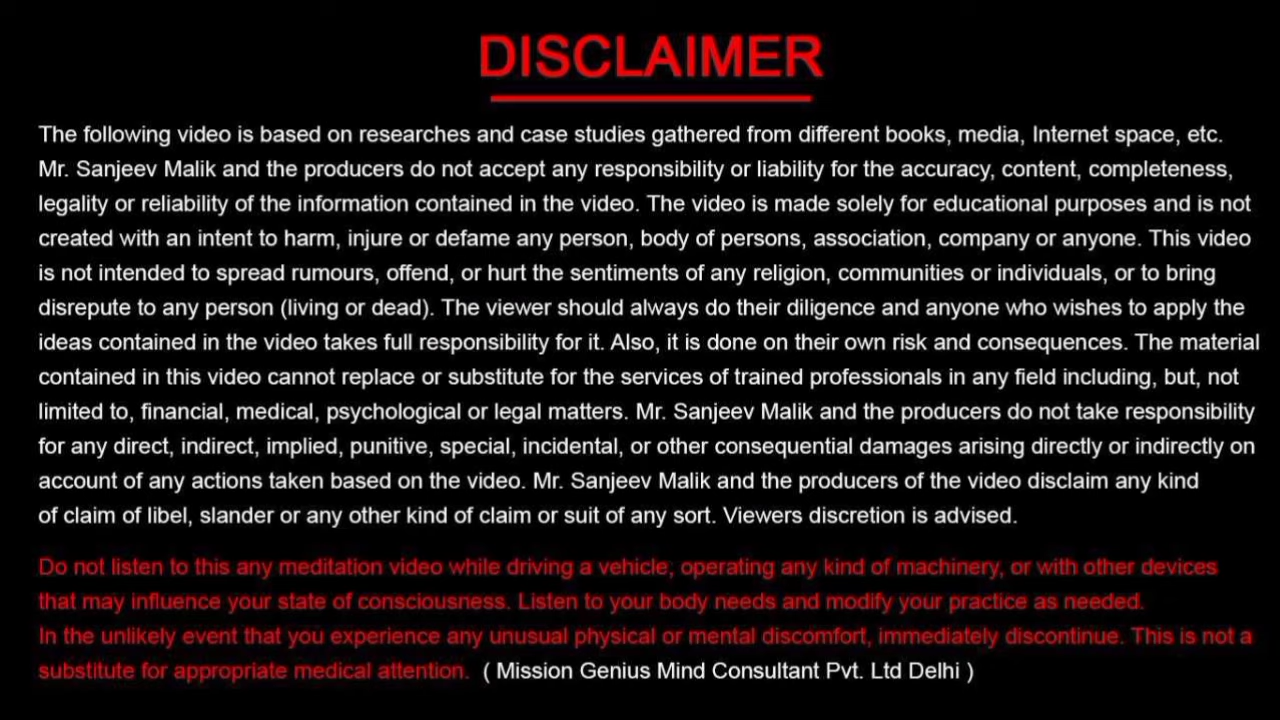 DISCLAIMER
The following video is based on researches and case studies gathered from different books, media, Internet space, etc.
Mr. Sanjeev Malik and the producers do not accept any responsibility or liability for the accuracy, content, completeness,
legality or reliability of the information contained in the video. The video is made solely for educational purposes and is not
created with an intent to harm, injure or defame any person, body of persons, association, company or anyone. This video
is not intended to spread rumours, offend, or hurt the sentiments of any religion, communities or individuals, or to bring
disrepute to any person (living or dead). The viewer should always do their diligence and anyone who wishes to apply the
ideas contained in the video takes full responsibility for it. Also, it is done on their own risk and consequences. The material
contained in this video cannot replace or substitute for the services of trained professionals in any field including, but, not
limited to, financial, medical, psychological or legal matters. Mr. Sanjeev Malik and the producers do not take responsibility
for any direct, indirect, implied, punitive, special, incidental, or other consequential damages arising directly or indirectly on
account of any actions taken based on the video. Mr. Sanjeev Malik and the producers of the video disclaim any kind
of claim of libel, slander or any other kind of claim or suit of any sort. Viewers discretion is advised.
Do not listen to this any meditation video while driving a vehicle, operating any kind of machinery, or with other devices
that may influence your state of consciousness. Listen to your body needs and modify your practice as needed.
In the unlikely event that you experience any unusual physical or mental discomfort, immediately discontinue. This is not a
substitute for appropriate medical attention. ( Mission Genius Mind Consultant Pvt. Ltd Delhi )